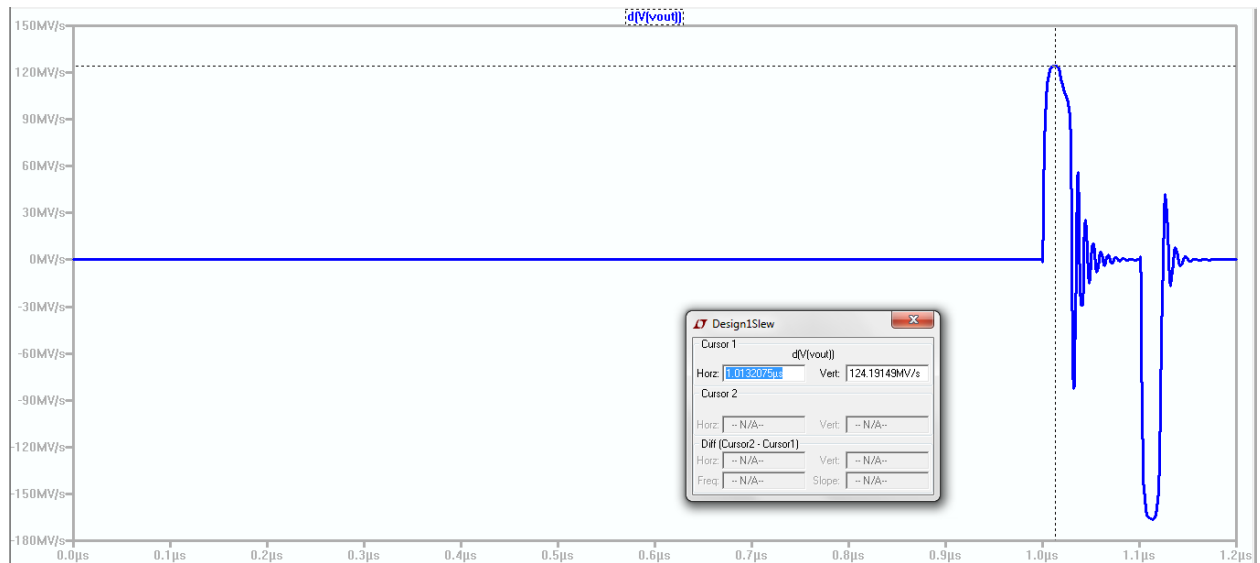 d(V(vout))
150MV/s
120MV/s
90MV/s
60MV/s
30MV/s
0MV/s
-30MV/s
-60MV/s
-90MV/s
-120MV/s
-150MV/s
-180MV/s
0.0µs 0.1µs 0.2µs 0.3µs 0.4µs 0.5µs 0.6µs 0.7µs 0.8µs 0.9µs 1.0µs 1.1µs 1.2µs
Design1Slew
Cursor 1
d(V(vout))
Horz: 1.0132075µs Vert: 124.19149MV/s
Cursor 2
Horz: -- N/A-- Vert: -- N/A--
Diff (Cursor2 - Cursor1)
Horz: -- N/A-- Vert: -- N/A--
Freq: -- N/A-- Slope: -- N/A--